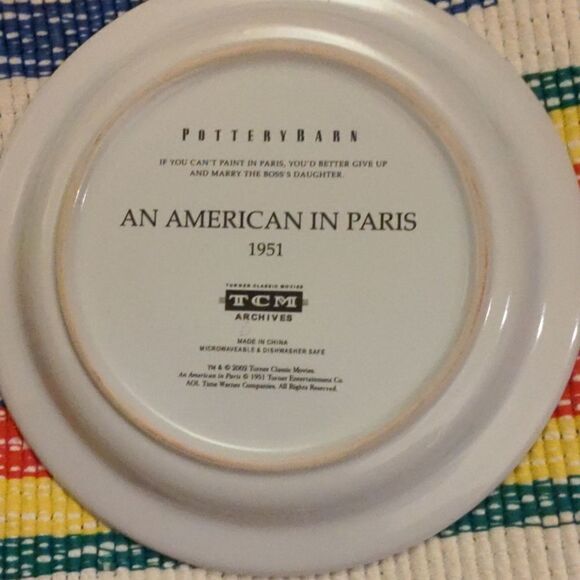 POTTERY BARN
IF YOU CAN'T PAINT IN PARIS, YOU'D BETTER GIVE UP
AND MARRY THE BOSS'S DAUGHTER.
AN AMERICAN IN PARIS
1951
TURNER CLASSIC MOVIES
TCM
ARCHIVES
MADE IN CHINA
MICROWAVEABLE & DISHWASHER SAFE
TM & © 2002 Turner Classic Movies.
An American in Paris © 1951 Turner Entertainment Co.
AOL Time Warner Companies. All Rights Reserved.